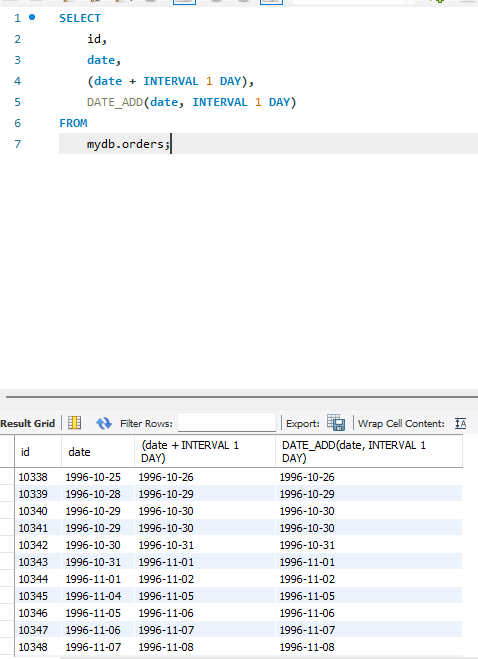 1 SELECT
2 id,
3 date,
4 (date + INTERVAL 1 DAY),
5 DATE_ADD(date, INTERVAL 1 DAY)
6 FROM
7 mydb.orders;
Result Grid Filter Rows: Export: Wrap Cell Content: IA
id date (date + INTERVAL 1 DAY) DATE_ADD(date, INTERVAL 1 DAY)
10338 1996-10-25 1996-10-26 1996-10-26
10339 1996-10-28 1996-10-29 1996-10-29
10340 1996-10-29 1996-10-30 1996-10-30
10341 1996-10-29 1996-10-30 1996-10-30
10342 1996-10-30 1996-10-31 1996-10-31
10343 1996-10-31 1996-11-01 1996-11-01
10344 1996-11-01 1996-11-02 1996-11-02
10345 1996-11-04 1996-11-05 1996-11-05
10346 1996-11-05 1996-11-06 1996-11-06
10347 1996-11-06 1996-11-07 1996-11-07
10348 1996-11-07 1996-11-08 1996-11-08